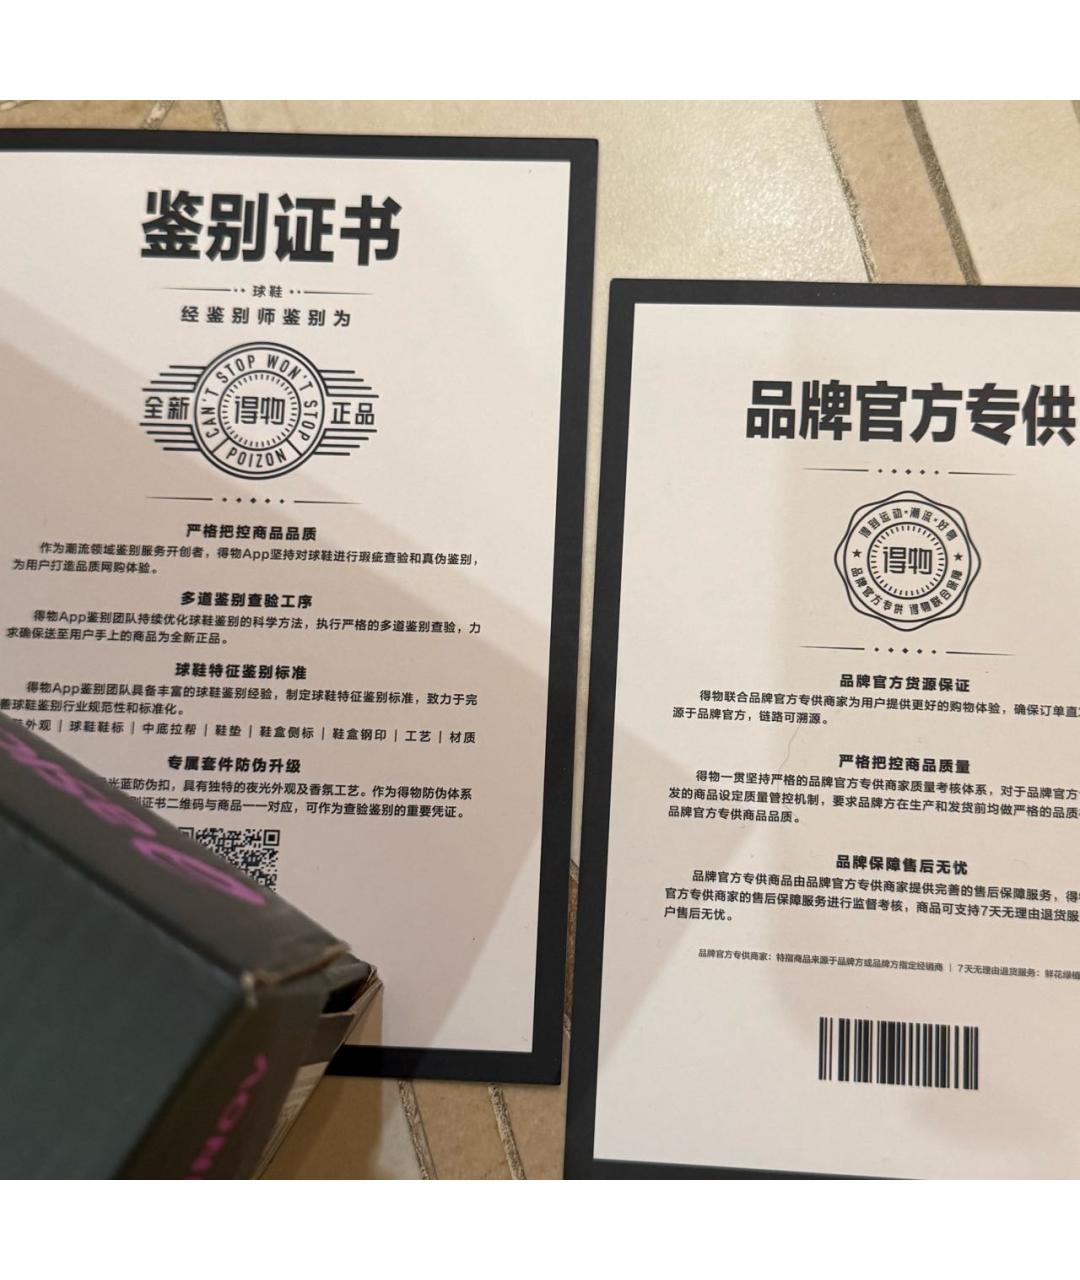 鉴别证书
球鞋
经鉴别师鉴别为
CAN'T STOP WON'T STOP
全新 得物 正品
POIZON
严格把控商品品质
作为潮流领域鉴别服务开创者，得物App坚持对球鞋进行瑕疵查验和真伪鉴别，
为用户打造品质网购体验。
多道鉴别查验工序
得物App鉴别团队持续优化球鞋鉴别的科学方法，执行严格的多道鉴别查验，力
求确保送至用户手上的商品为全新正品。
球鞋特征鉴别标准
得物App鉴别团队具备丰富的球鞋鉴别经验，制定球鞋特征鉴别标准，致力于完
善球鞋鉴别行业规范性和标准化。
外观 | 球鞋鞋标 | 中底拉帮 | 鞋垫 | 鞋盒侧标 | 鞋盒钢印 | 工艺 | 材质
专属套件防伪升级
光蓝防伪扣，具有独特的夜光外观及香氛工艺。作为得物防伪体系
别证书二维码与商品一一对应，可作为查验鉴别的重要凭证。
品牌官方专供
得到运动·潮流·好物
得物
品牌官方专供 得物联合保障
品牌官方货源保证
得物联合品牌官方专供商家为用户提供更好的购物体验，确保订单直
源于品牌官方，链路可溯源。
严格把控商品质量
得物一贯坚持严格的品牌官方专供商家质量考核体系，对于品牌官方
发的商品设定质量管控机制，要求品牌方在生产和发货前均做严格的品质
品牌官方专供商品品质。
品牌保障售后无忧
品牌官方专供商品由品牌官方专供商家提供完善的售后保障服务，得
官方专供商家的售后保障服务进行监督考核，商品可支持7天无理由退货服
户售后无忧。
品牌官方专供商家：特指商品来源于品牌方或品牌方指定经销商 | 7天无理由退货服务：鲜花绿植